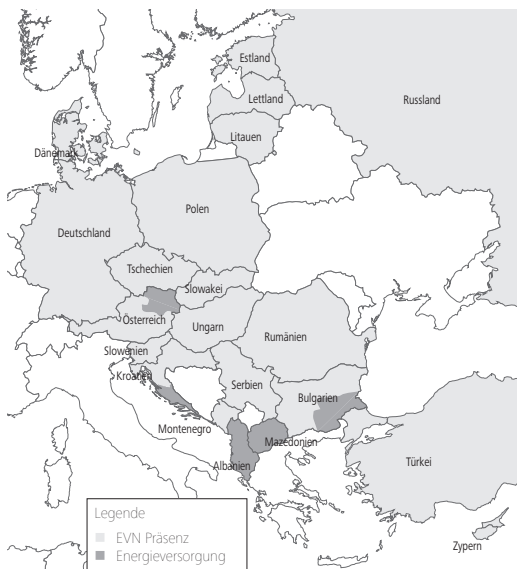 Estland
Lettland
Russland
Litauen
Dänemark
Polen
Deutschland
Tschechien
Slowakei
Österreich
Ungarn
Rumänien
Slowenien
Kroatien
Serbien
Bulgarien
Montenegro
Mazedonien
Albanien
Türkei
Zypern
Legende
EVN Präsenz
Energieversorgung